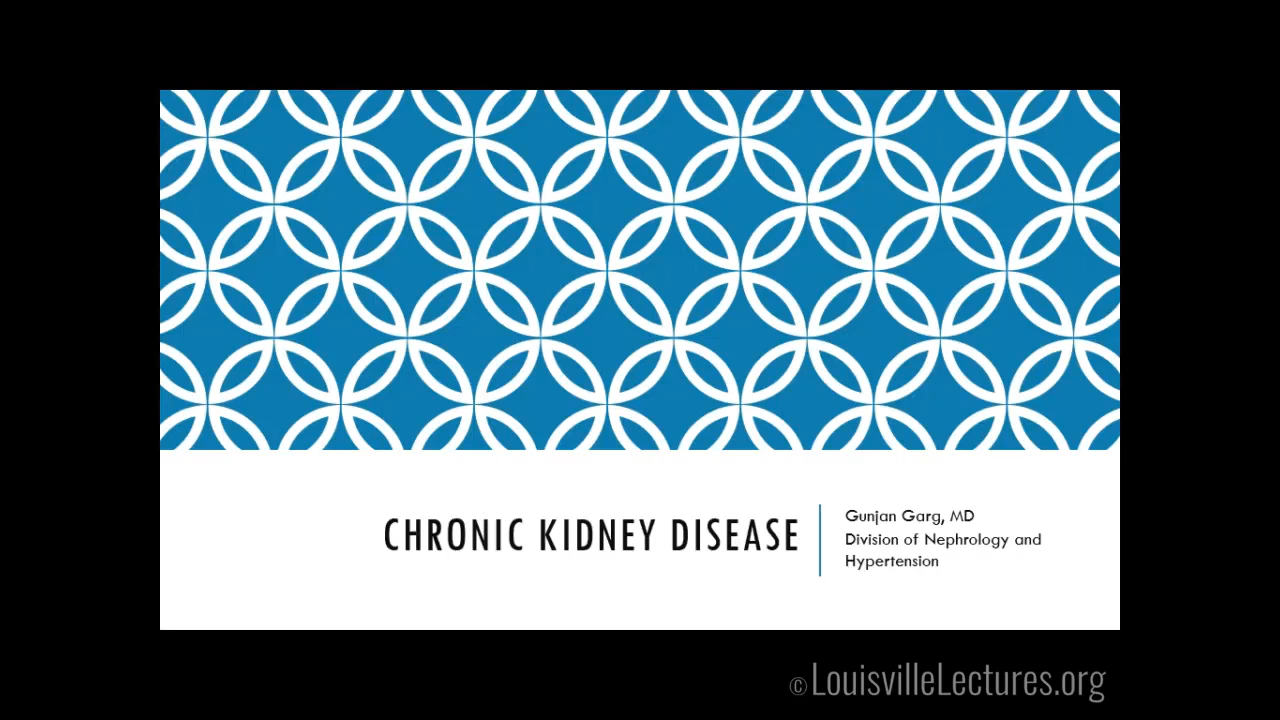 CHRONIC KIDNEY DISEASE
Gunjan Garg, MD
Division of Nephrology and
Hypertension
© LouisvilleLectures.org